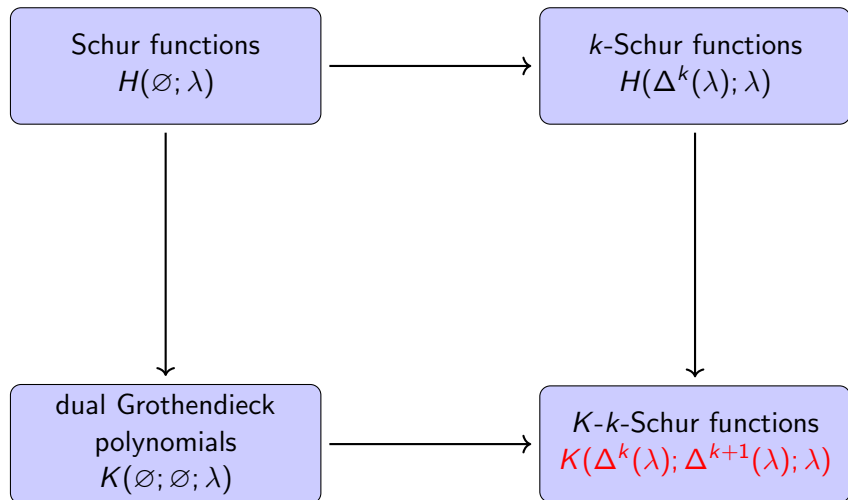 Schur functions
H(∅; λ)
k-Schur functions
H(Δ^k(λ); λ)
dual Grothendieck
polynomials
K(∅; ∅; λ)
K-k-Schur functions
K(Δ^k(λ); Δ^{k+1}(λ); λ)